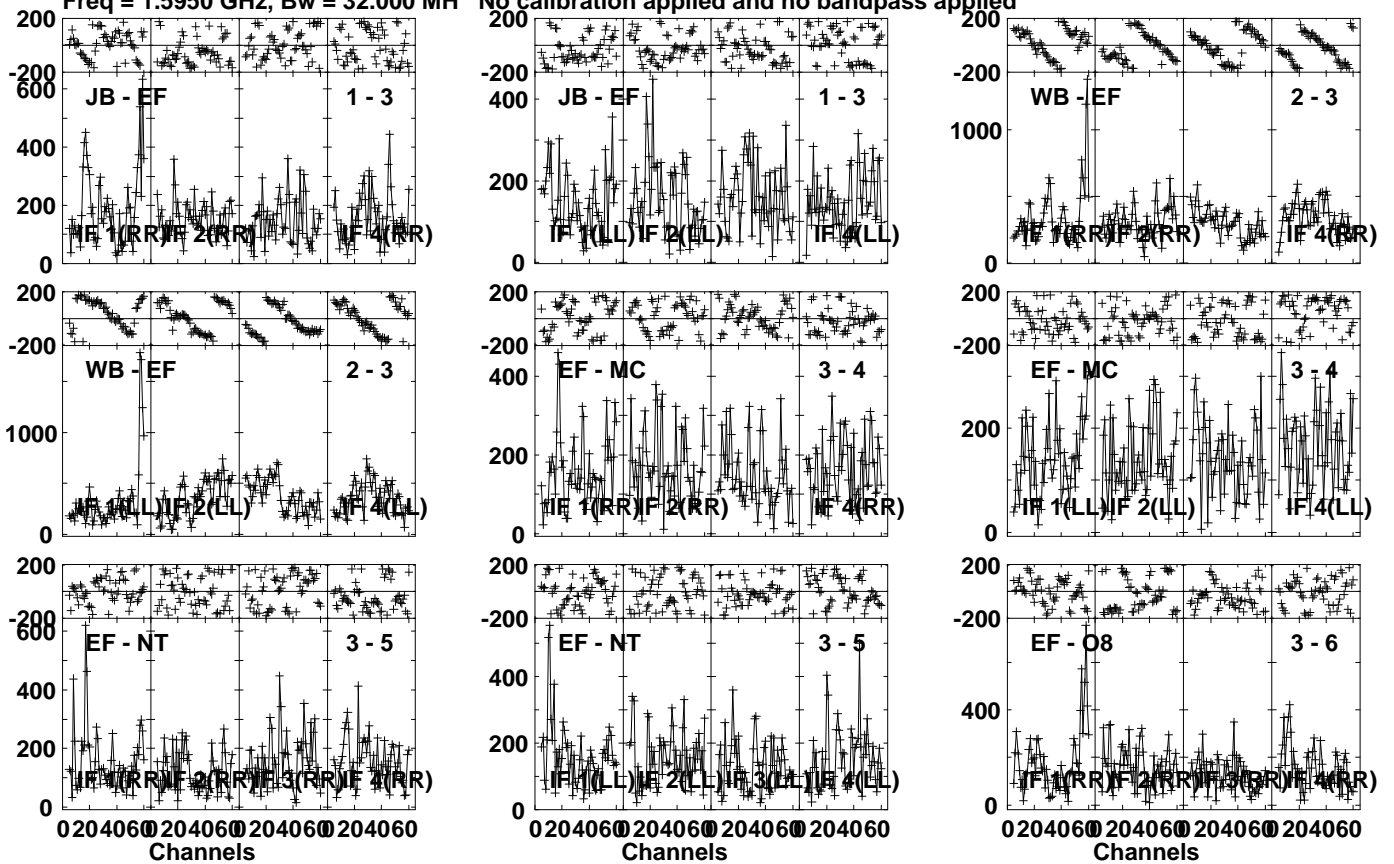 Freq = 1.5950 GHz, Bw = 32.000 MH No calibration applied and no bandpass applied
200 200 200
-200 -200 -200
JB - EF 1 - 3 JB - EF 1 - 3 WB - EF 2 - 3
600 400 1000
400 200
200
IF 1(RR) IF 2(RR) IF 4(RR) IF 1(LL) IF 2(LL) IF 4(LL) IF 1(RR) IF 2(RR) IF 4(RR)
0 0 0
200 200 200
-200 -200 -200
WB - EF 2 - 3 EF - MC 3 - 4 EF - MC 3 - 4
1000 400 200
200
IF 1(LL) IF 2(LL) IF 4(LL) IF 1(RR) IF 2(RR) IF 4(RR) IF 1(LL) IF 2(LL) IF 4(LL)
0 0 0
200 200 200
-200 -200 -200
EF - NT 3 - 5 EF - NT 3 - 5 EF - O8 3 - 6
600 400 400
400 200
200
IF 1(RR) IF 2(RR) IF 3(RR) IF 4(RR) IF 1(LL) IF 2(LL) IF 3(LL) IF 4(LL) IF 1(RR) IF 2(RR) IF 3(RR) IF 4(RR)
0 0 0
0 20 40 60 0 20 40 60 0 20 40 60 0 20 40 60 0 20 40 60 0 20 40 60 0 20 40 60 0 20 40 60 0 20 40 60 0 20 40 60 0 20 40 60 0 20 40 60
Channels Channels Channels